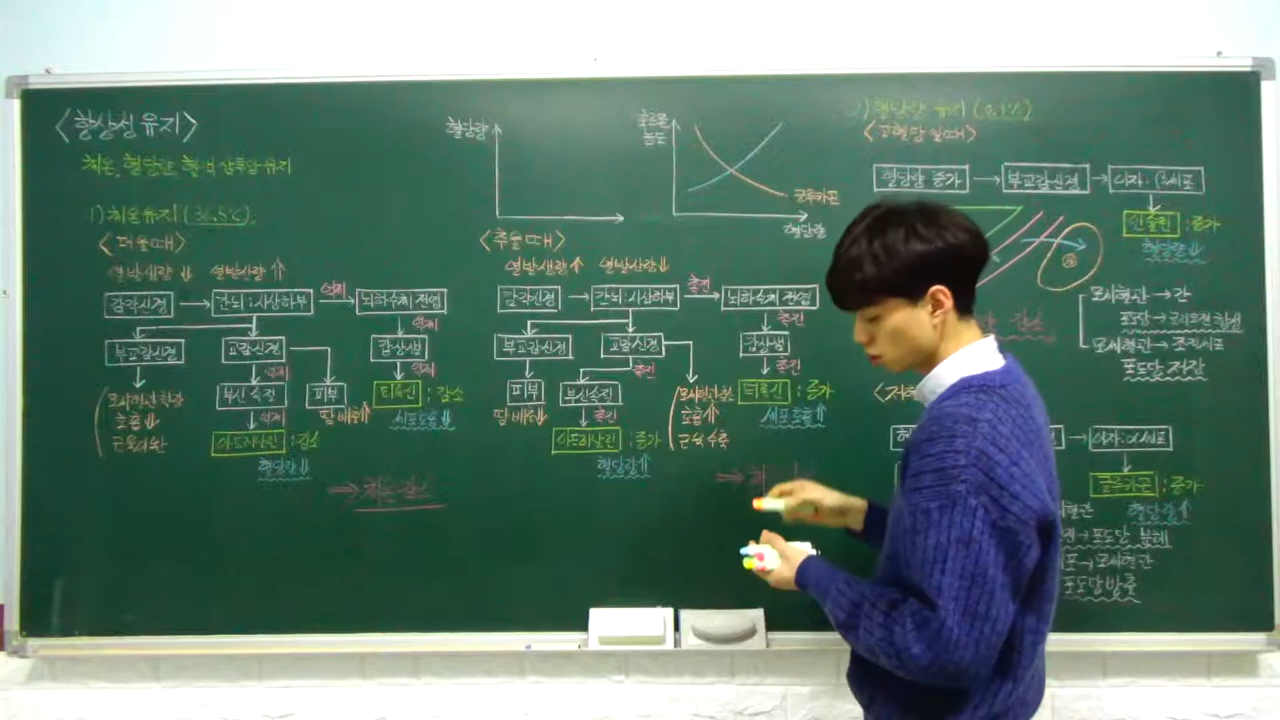 <항상성 유지>
체온, 혈당량, 혈액 삼투압 유지
1) 체온 유지 (36.5℃)
<더울 때>
열발생량↓ 열발산량↑
감각신경 → 간뇌:시상하부 억제 → 뇌하수체 전엽
억제
부교감신경 교감신경 갑상샘
억제 억제
부신 속질 피부 티록신 :감소
땀 배출↑ 세포호흡↓
모세혈관 확장
호흡↓
근육이완
억제
아드레날린 :감소
혈당량↓
⇒ 체온 감소
혈당량
<추울 때>
열발생량↑ 열발산량↓
감각신경 → 간뇌:시상하부 촉진 → 뇌하수체 전엽
촉진
부교감신경 교감신경 갑상샘
촉진 촉진
피부 부신속질 티록신 :증가
땀 배출↓ 세포호흡↑
모세혈관 수축
호흡↑
근육 수축
촉진
아드레날린 :증가
혈당량↑
⇒
호르몬
농도
글루카곤
혈당량
2) 혈당량 유지 (0.1%)
<고혈당일 때>
혈당량 증가 → 부교감신경 → 이자:β세포
인슐린 :증가
혈당량↓
모세혈관 → 간
포도당 → 글리코젠 합성
모세혈관 → 조직세포
포도당 저장
감소
→ 이자:α세포
글루카곤 :증가
혈당량↑
→ 포도당 분해
→ 모세혈관
포도당 방출